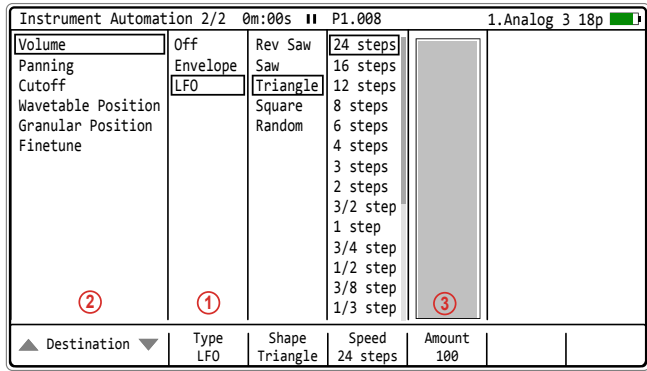 Instrument Automation 2/2 0m:00s P1.008 1.Analog 3 18p
Volume
Panning
Cutoff
Wavetable Position
Granular Position
Finetune
2
Off
Envelope
LFO
1
Rev Saw
Saw
Triangle
Square
Random
24 steps
16 steps
12 steps
8 steps
6 steps
4 steps
3 steps
2 steps
3/2 step
1 step
3/4 step
1/2 step
3/8 step
1/3 step
3
Destination
Type
LFO
Shape
Triangle
Speed
24 steps
Amount
100